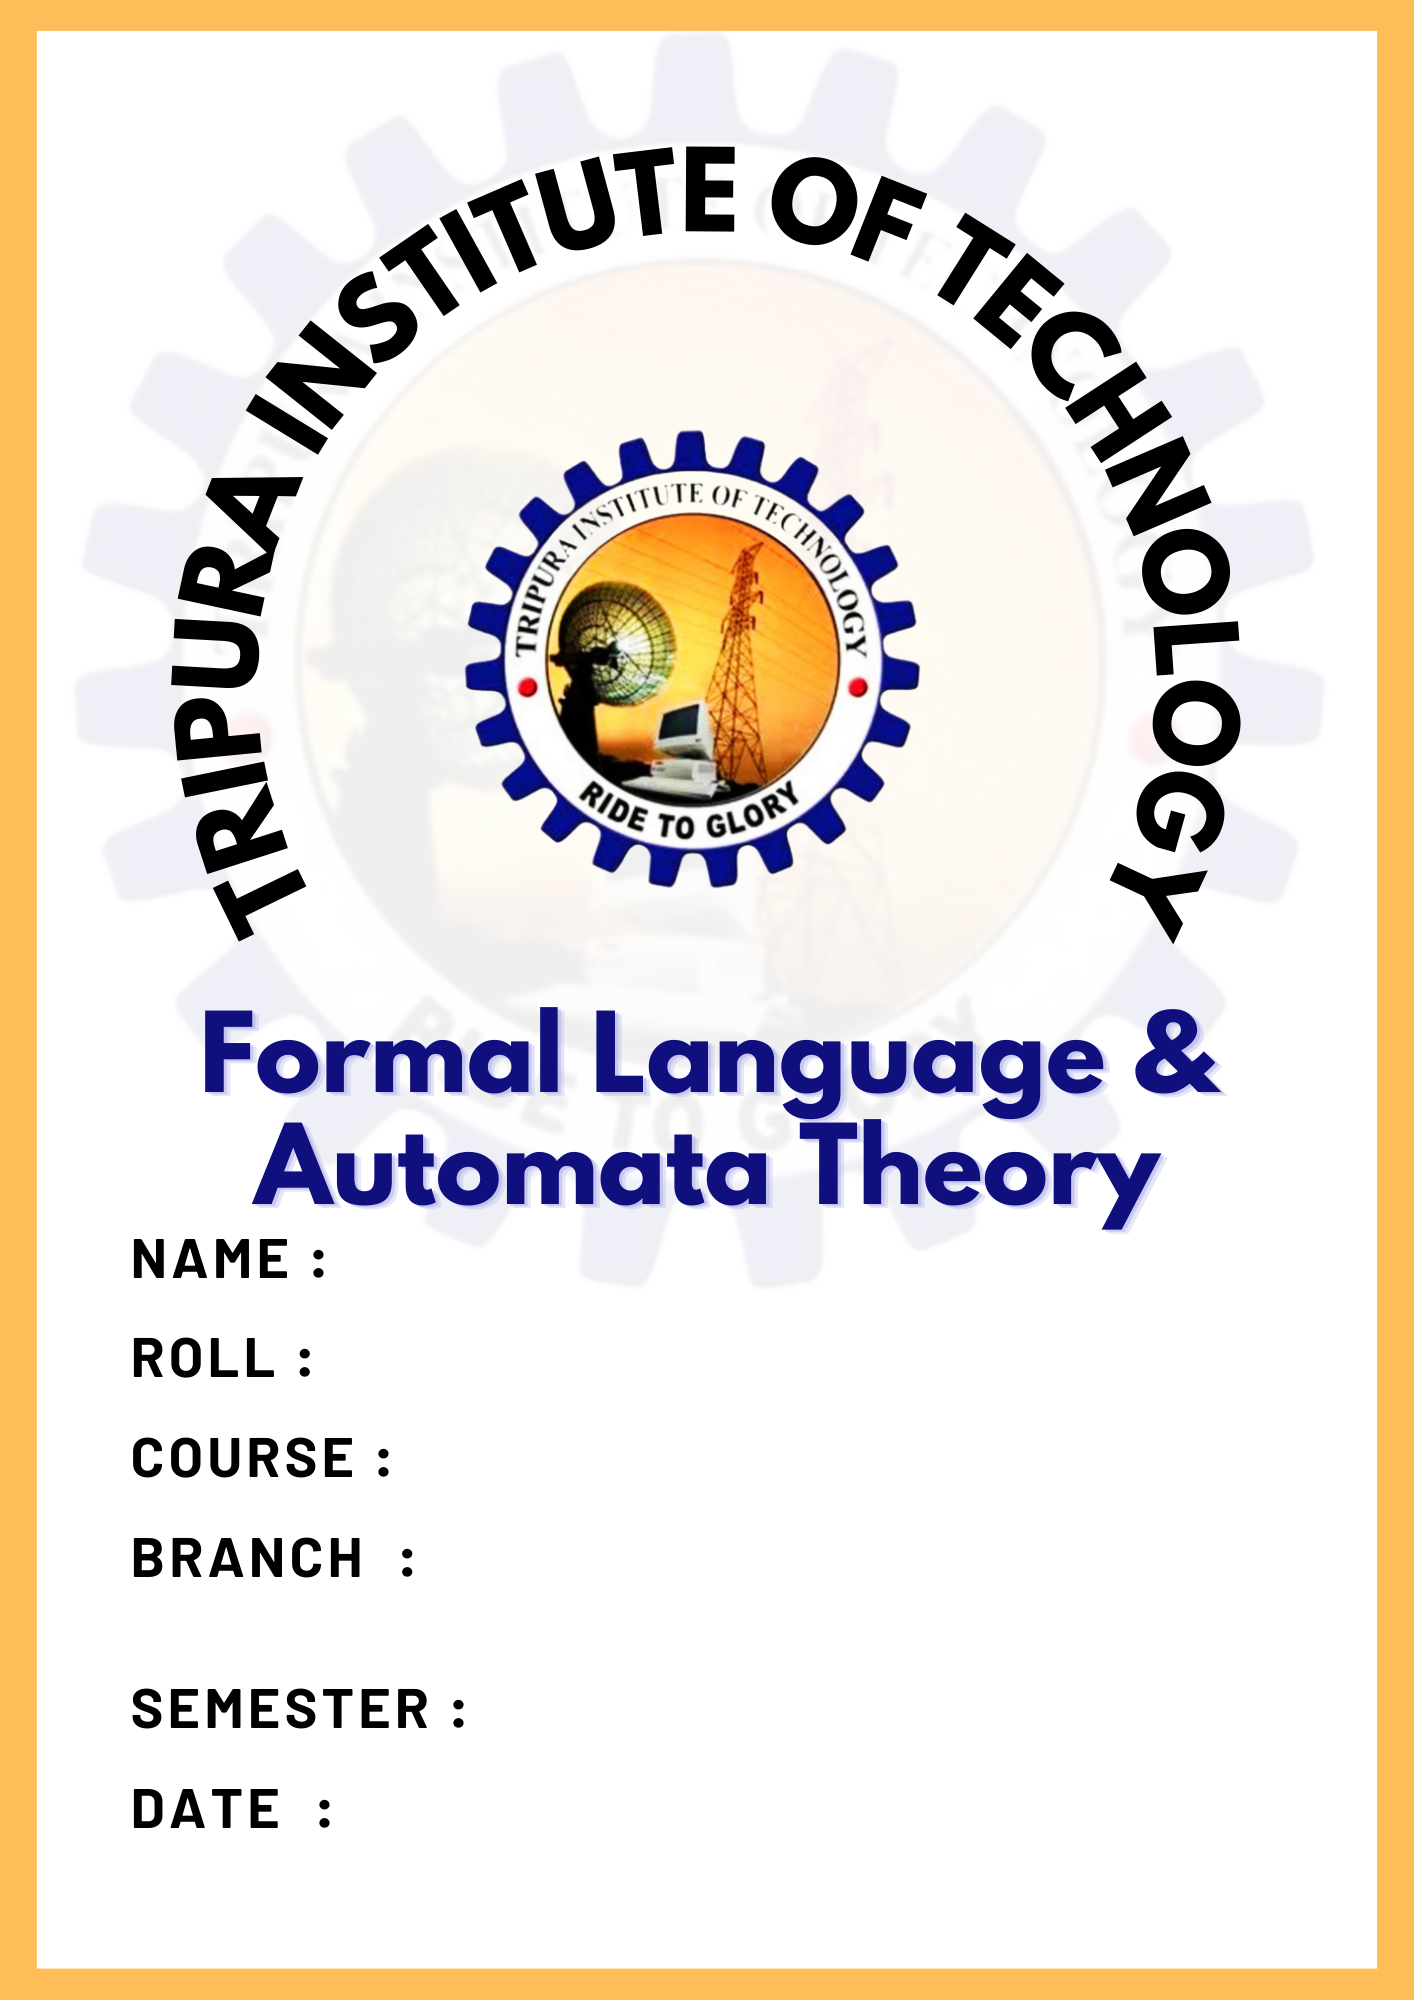 TRIPURA INSTITUTE OF TECHNOLOGY
TRIPURA INSTITUTE OF TECHNOLOGY
RIDE TO GLORY
Formal Language &
Automata Theory
NAME :
ROLL :
COURSE :
BRANCH :
SEMESTER :
DATE :